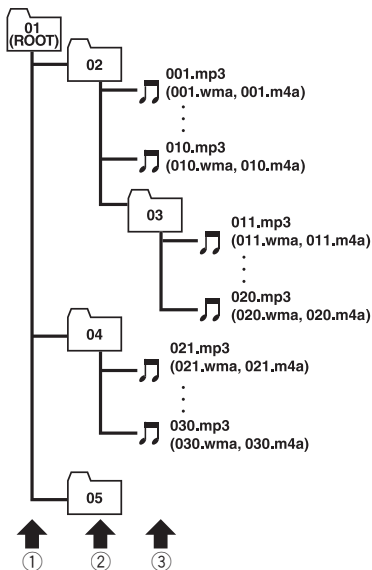 01
(ROOT)
02
001.mp3
(001.wma, 001.m4a)
010.mp3
(010.wma, 010.m4a)
03
011.mp3
(011.wma, 011.m4a)
020.mp3
(020.wma, 020.m4a)
04
021.mp3
(021.wma, 021.m4a)
030.mp3
(030.wma, 030.m4a)
05
① ② ③